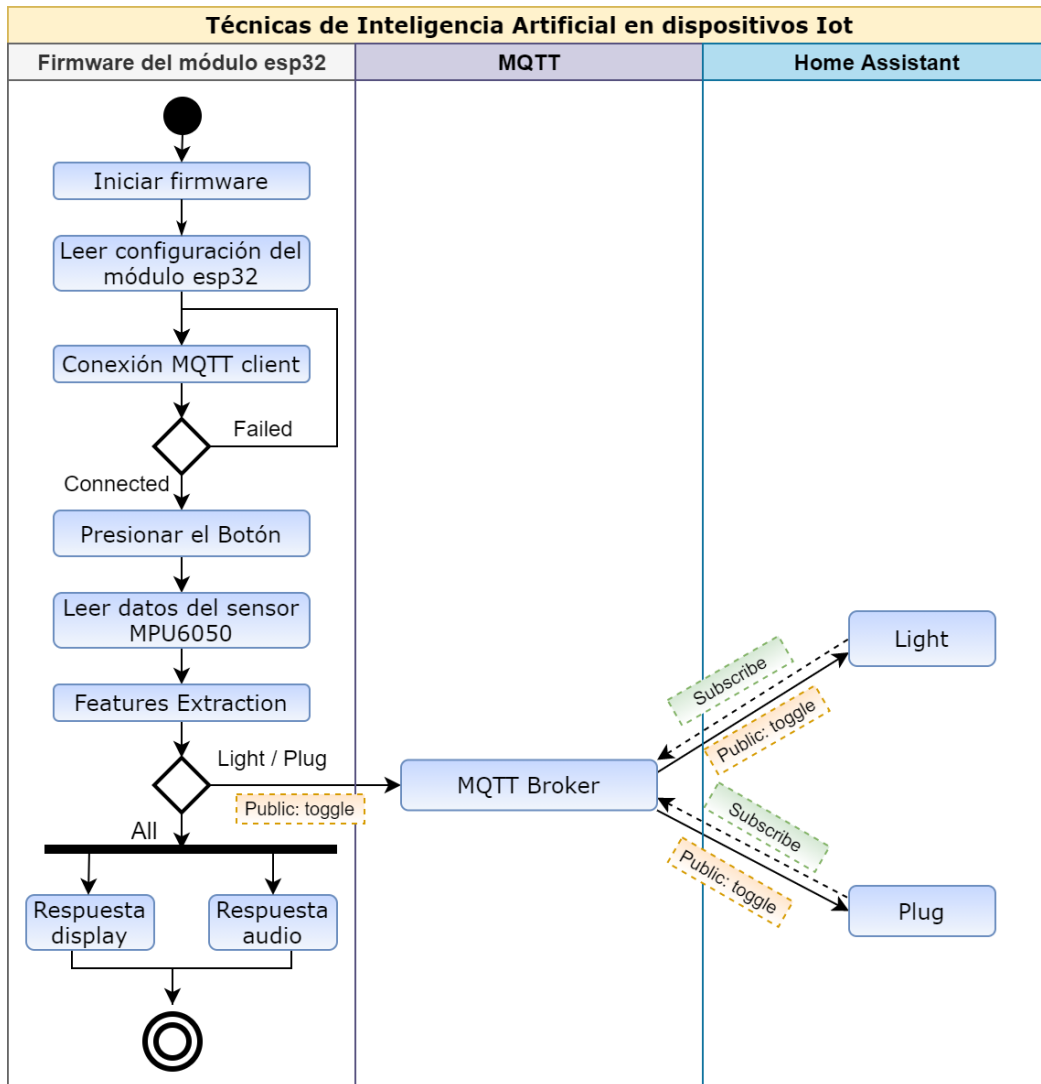 Técnicas de Inteligencia Artificial en dispositivos Iot
Firmware del módulo esp32
MQTT
Home Assistant
Iniciar firmware
Leer configuración del
módulo esp32
Conexión MQTT client
Failed
Connected
Presionar el Botón
Leer datos del sensor
MPU6050
Features Extraction
Light / Plug
Public: toggle
All
Respuesta
display
Respuesta
audio
MQTT Broker
Subscribe
Public: toggle
Light
Subscribe
Public: toggle
Plug